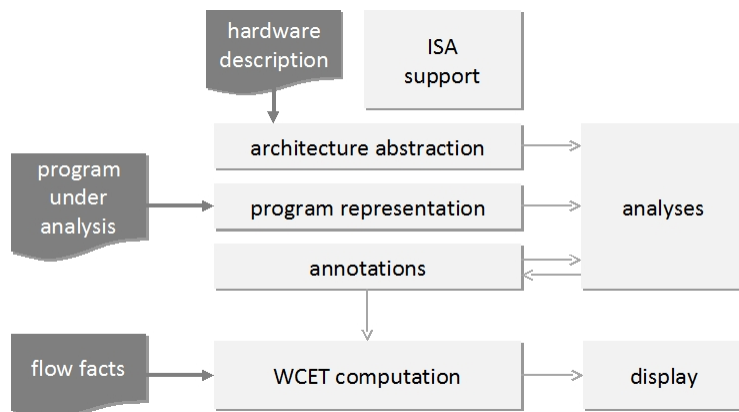 hardware
description
ISA
support
architecture abstraction
program
under
analysis
program representation
analyses
annotations
flow facts
WCET computation
display